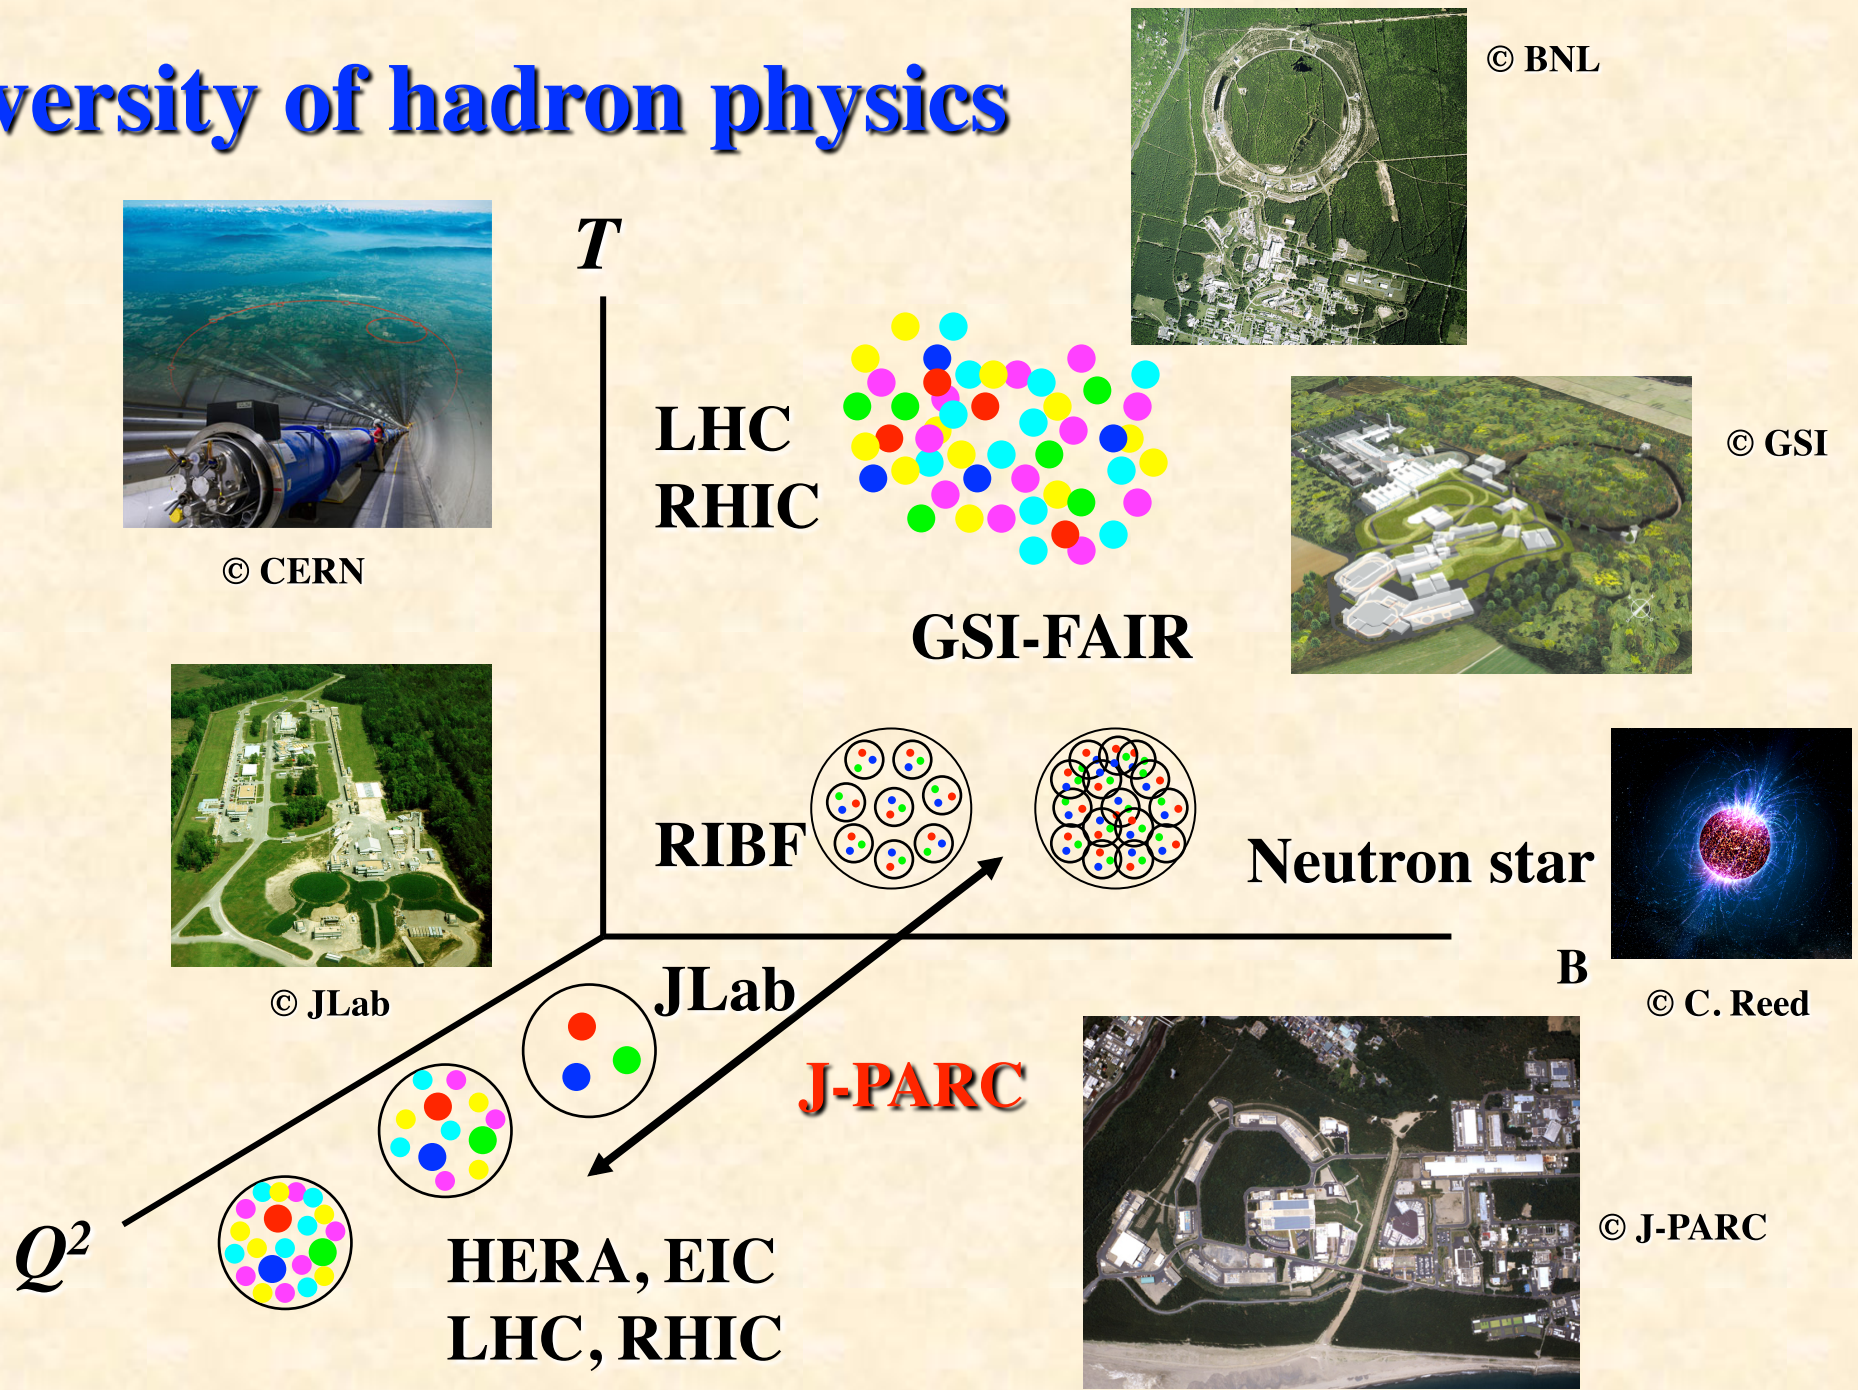 versity of hadron physics
© BNL
T
LHC
RHIC
© GSI
© CERN
GSI-FAIR
RIBF
Neutron star
B
© JLab
JLab
© C. Reed
J-PARC
© J-PARC
Q²
HERA, EIC
LHC, RHIC